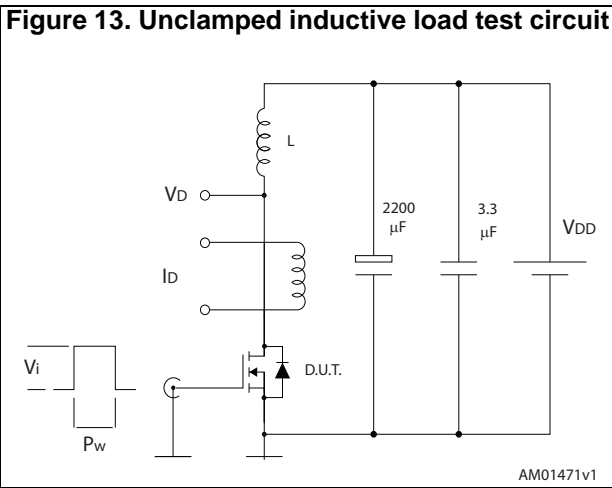 Figure 13. Unclamped inductive load test circuit
L
VD
2200
µF
3.3
µF
VDD
ID
Vi
D.U.T.
Pw
AM01471v1